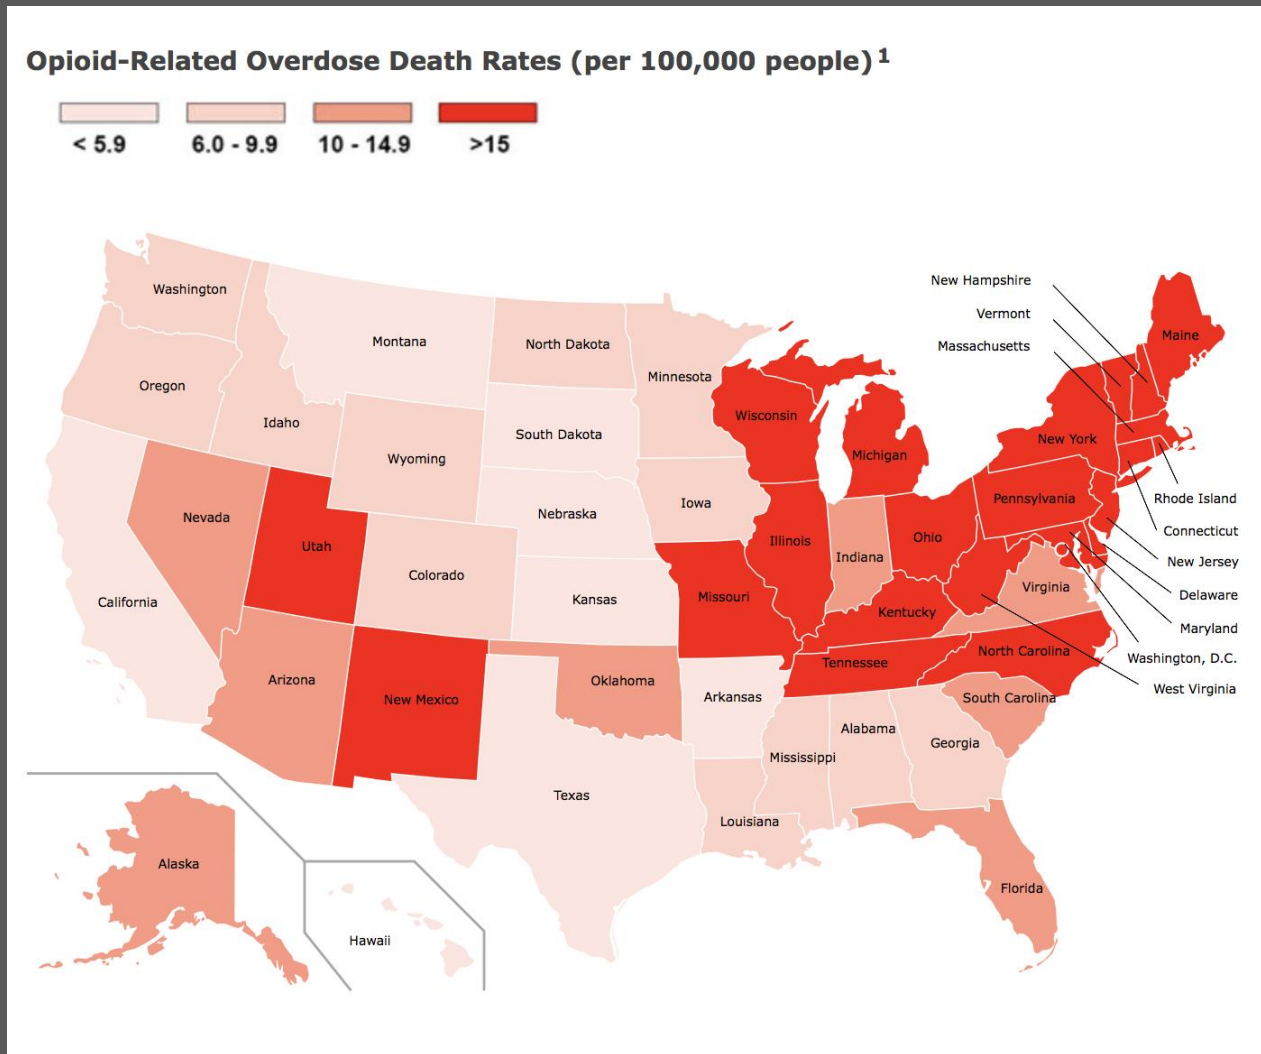 Opioid-Related Overdose Death Rates (per 100,000 people) 1
< 5.9 6.0 - 9.9 10 - 14.9 >15
New Hampshire
Washington
Vermont
Maine
Montana
North Dakota
Massachusetts
Minnesota
Oregon
Wisconsin
Idaho
South Dakota
New York
Wyoming
Michigan
Pennsylvania
Rhode Island
Iowa
Nebraska
Nevada
Connecticut
Ohio
Illinois
Utah
Indiana
New Jersey
Colorado
Virginia
Delaware
Missouri
Kansas
California
Kentucky
Maryland
North Carolina
Washington, D.C.
Tennessee
Arizona
Oklahoma
West Virginia
Arkansas
South Carolina
New Mexico
Alabama
Georgia
Mississippi
Texas
Louisiana
Alaska
Florida
Hawaii